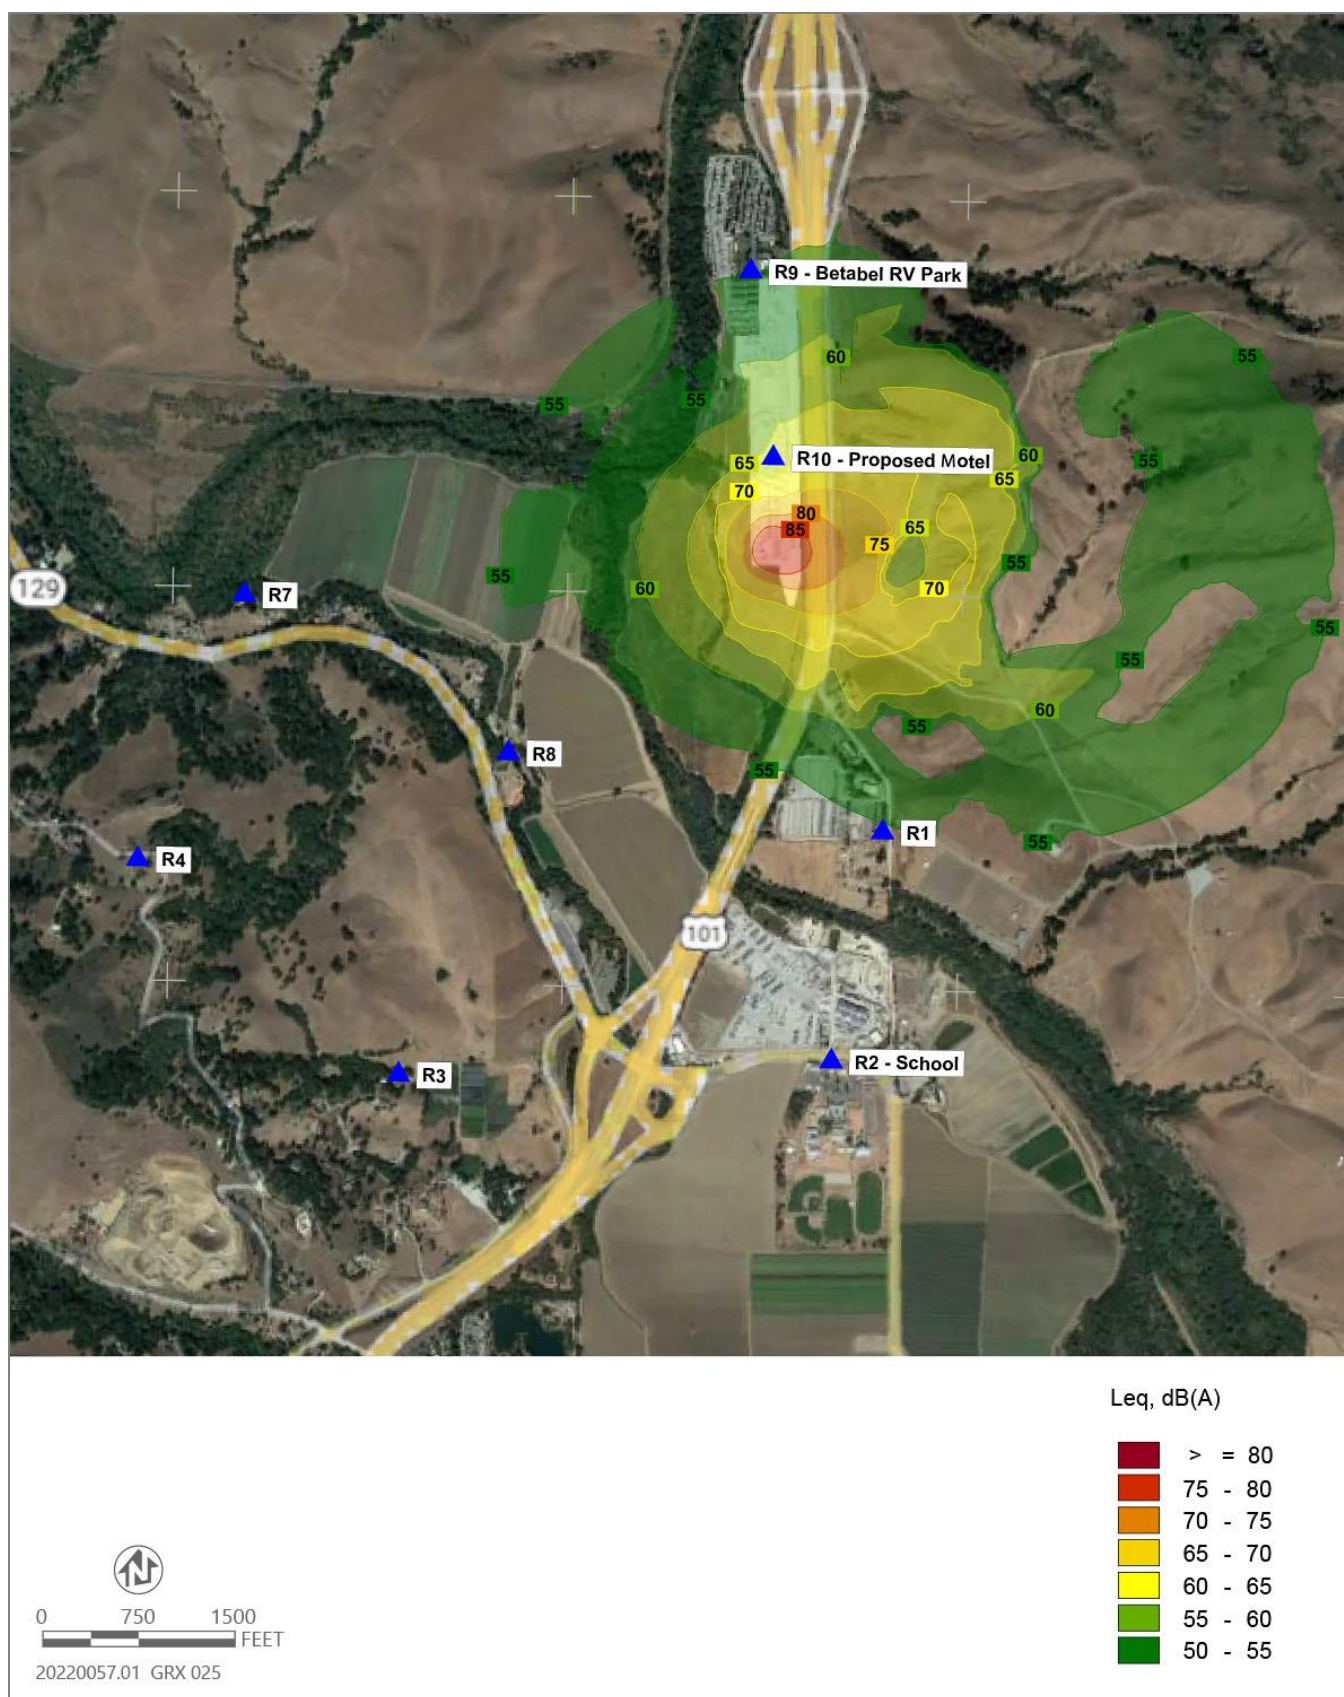 R9 - Betabel RV Park
60
55
55
55
R10 - Proposed Motel
65
60
65
55
70
80
85
65
75
55
55
60
70
129
R7
55
55
60
55
R8
55
R1
R4
55
101
R2 - School
R3
Leq, dB(A)
> = 80
75 - 80
70 - 75
65 - 70
60 - 65
55 - 60
50 - 55
N
0 750 1500
FEET
20220057.01 GRX 025